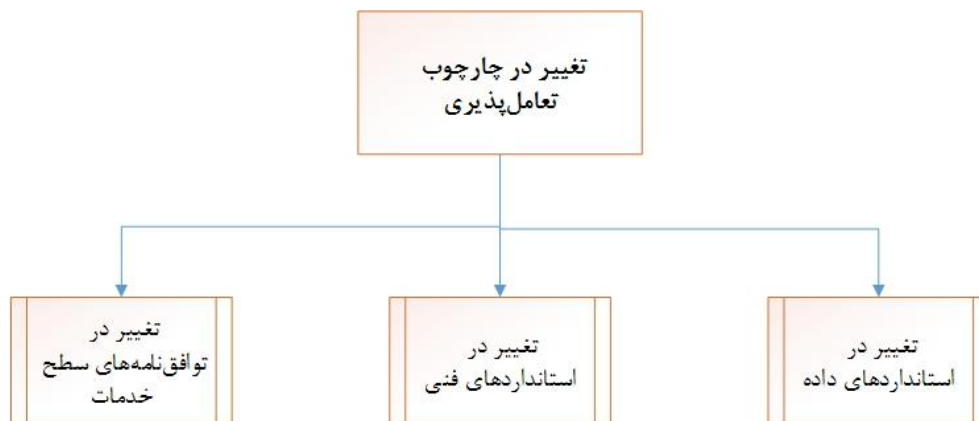 تغییر در چارچوب
تعامل‌پذیری
تغییر در
استانداردهای داده
تغییر در
استانداردهای فنی
تغییر در
توافق‌نامه‌های سطح
خدمات